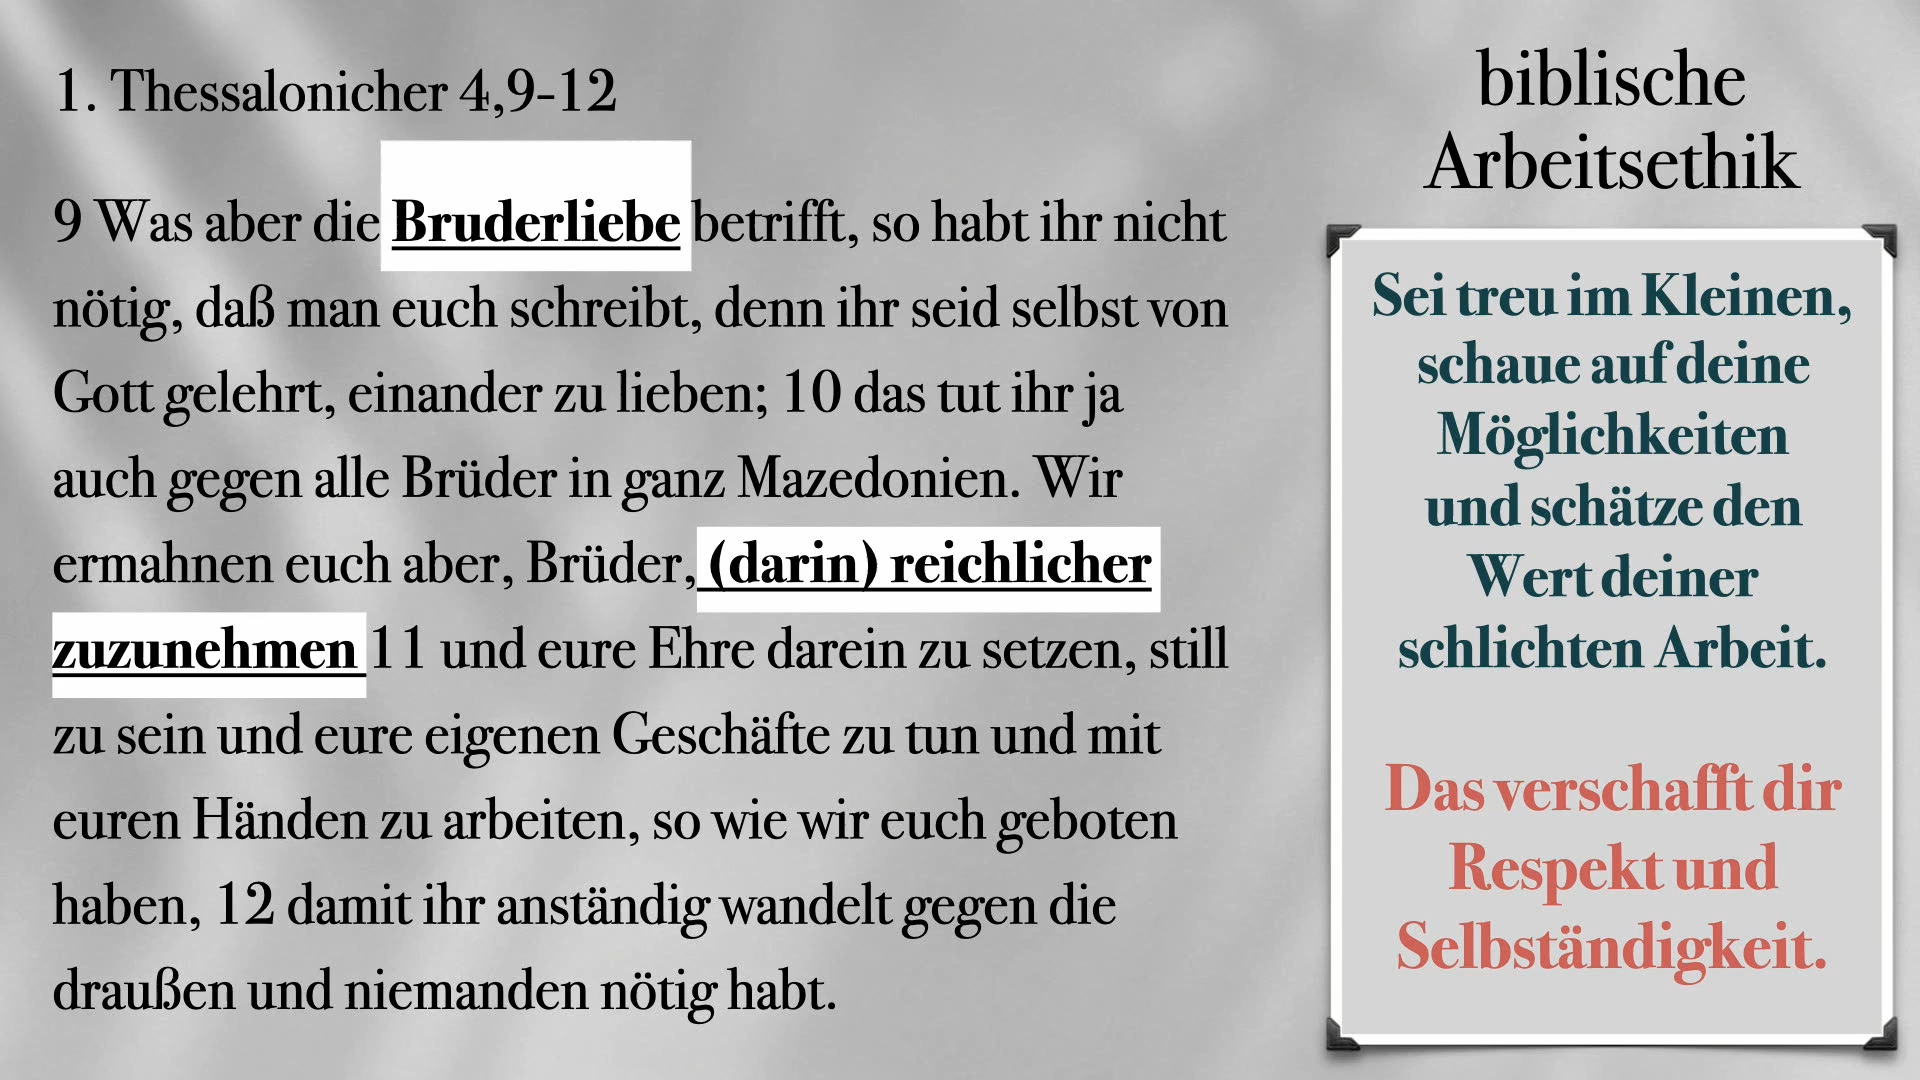 1. Thessalonicher 4,9-12
9 Was aber die Bruderliebe betrifft, so habt ihr nicht
nötig, daß man euch schreibt, denn ihr seid selbst von
Gott gelehrt, einander zu lieben; 10 das tut ihr ja
auch gegen alle Brüder in ganz Mazedonien. Wir
ermahnen euch aber, Brüder, (darin) reichlicher
zuzunehmen 11 und eure Ehre darein zu setzen, still
zu sein und eure eigenen Geschäfte zu tun und mit
euren Händen zu arbeiten, so wie wir euch geboten
haben, 12 damit ihr anständig wandelt gegen die
draußen und niemanden nötig habt.
biblische
Arbeitsethik
Sei treu im Kleinen,
schaue auf deine
Möglichkeiten
und schätze den
Wert deiner
schlichten Arbeit.
Das verschafft dir
Respekt und
Selbständigkeit.